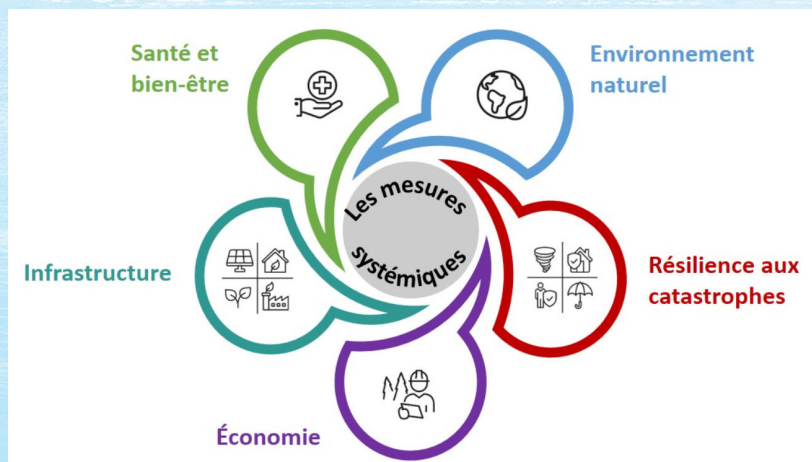 Santé et
bien-être
Environnement
naturel
Les mesures
systémiques
Infrastructure
Résilience aux
catastrophes
Économie